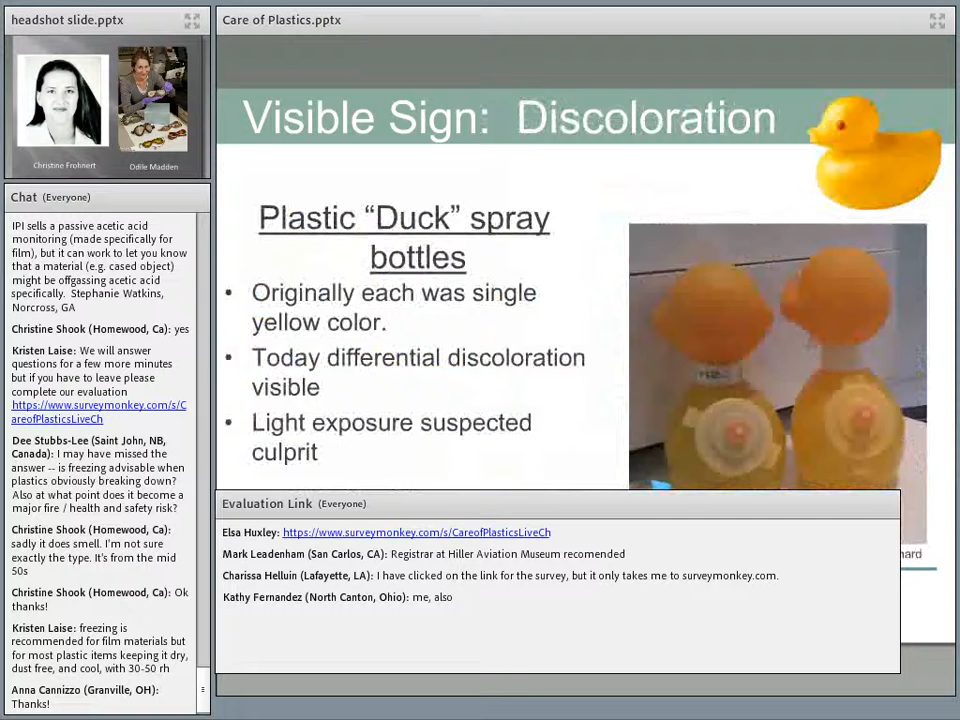 headshot slide.pptx
Christine Frohnert
Odile Madden
Chat (Everyone)
IPI sells a passive acetic acid
monitoring (made specifically for
film), but it can work to let you know
that a material (e.g. cased object)
might be offgassing acetic acid
specifically. Stephanie Watkins,
Norcross, GA
Christine Shook (Homewood, Ca): yes
Kristen Laise: We will answer
questions for a few more minutes
but if you have to leave please
complete our evaluation
https://www.surveymonkey.com/s/C
areofPlasticsLiveCh
Dee Stubbs-Lee (Saint John, NB,
Canada): I may have missed the
answer -- is freezing advisable when
plastics obviously breaking down?
Also at what point does it become a
major fire / health and safety risk?
Christine Shook (Homewood, Ca):
sadly it does smell. I'm not sure
exactly the type. It's from the mid
50s
Christine Shook (Homewood, Ca): Ok
thanks!
Kristen Laise: freezing is
recommended for film materials but
for most plastic items keeping it dry,
dust free, and cool, with 30-50 rh
Anna Cannizzo (Granville, OH):
Thanks!
Care of Plastics.pptx
Visible Sign: Discoloration
Plastic “Duck” spray
bottles
• Originally each was single
yellow color.
• Today differential discoloration
visible
• Light exposure suspected
culprit
Evaluation Link (Everyone)
Elsa Huxley: https://www.surveymonkey.com/s/CareofPlasticsLiveCh
Mark Leadenham (San Carlos, CA): Registrar at Hiller Aviation Museum recomended
Charissa Helluin (Lafayette, LA): I have clicked on the link for the survey, but it only takes me to surveymonkey.com.
Kathy Fernandez (North Canton, Ohio): me, also